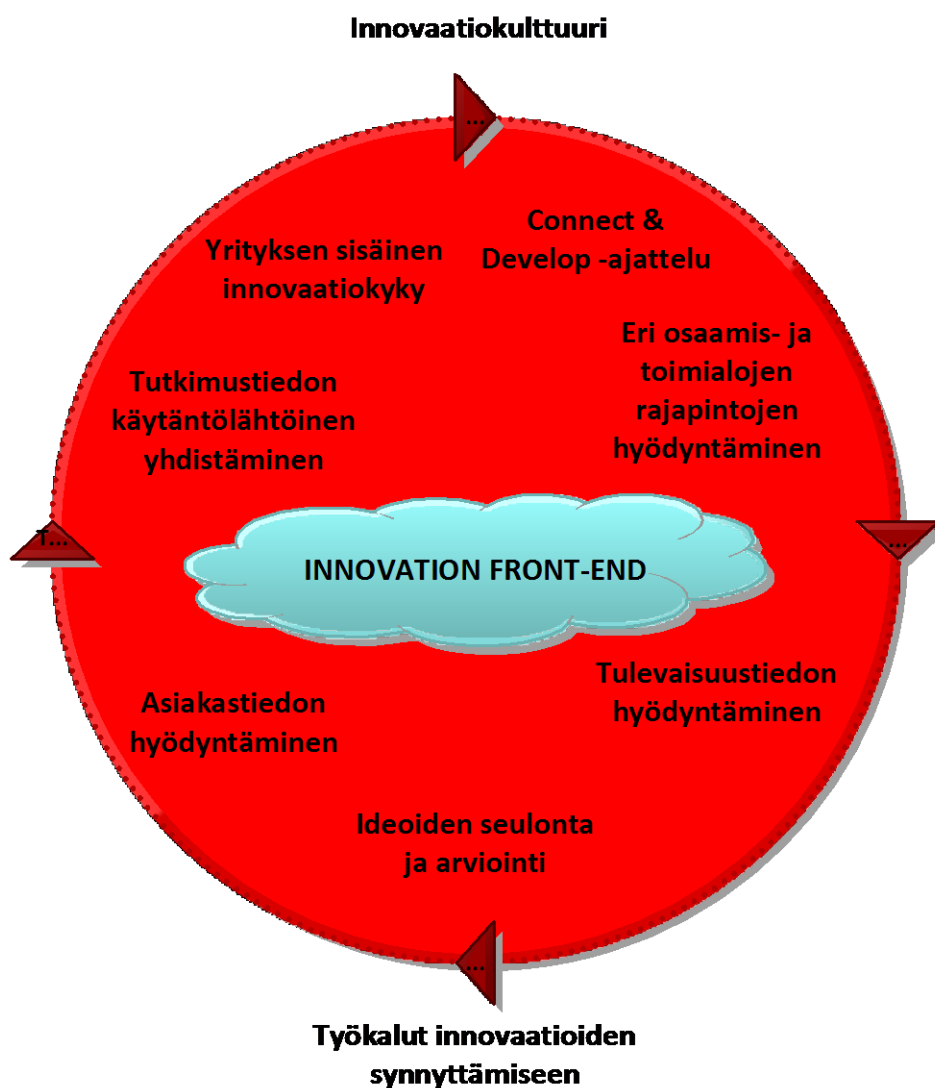 Innovaatiokulttuuri
...
Connect &
Develop -ajattelu
Yrityksen sisäinen
innovaatiokyky
Eri osaamis- ja
toimialojen
rajapintojen
hyödyntäminen
Tutkimustiedon
käytäntölähtöinen
yhdistäminen
T...
...
INNOVATION FRONT-END
Tulevaisuustiedon
hyödyntäminen
Asiakastiedon
hyödyntäminen
Ideoiden seulonta
ja arviointi
...
Työkalut innovaatioiden
synnyttämiseen